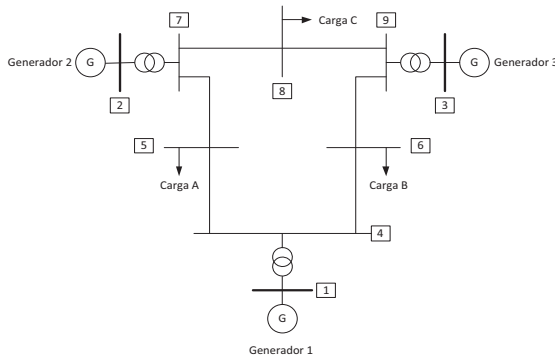 7
9
Carga C
Generador 2
G
G
Generador 3
2
8
3
5
6
Carga A
Carga B
4
1
G
Generador 1